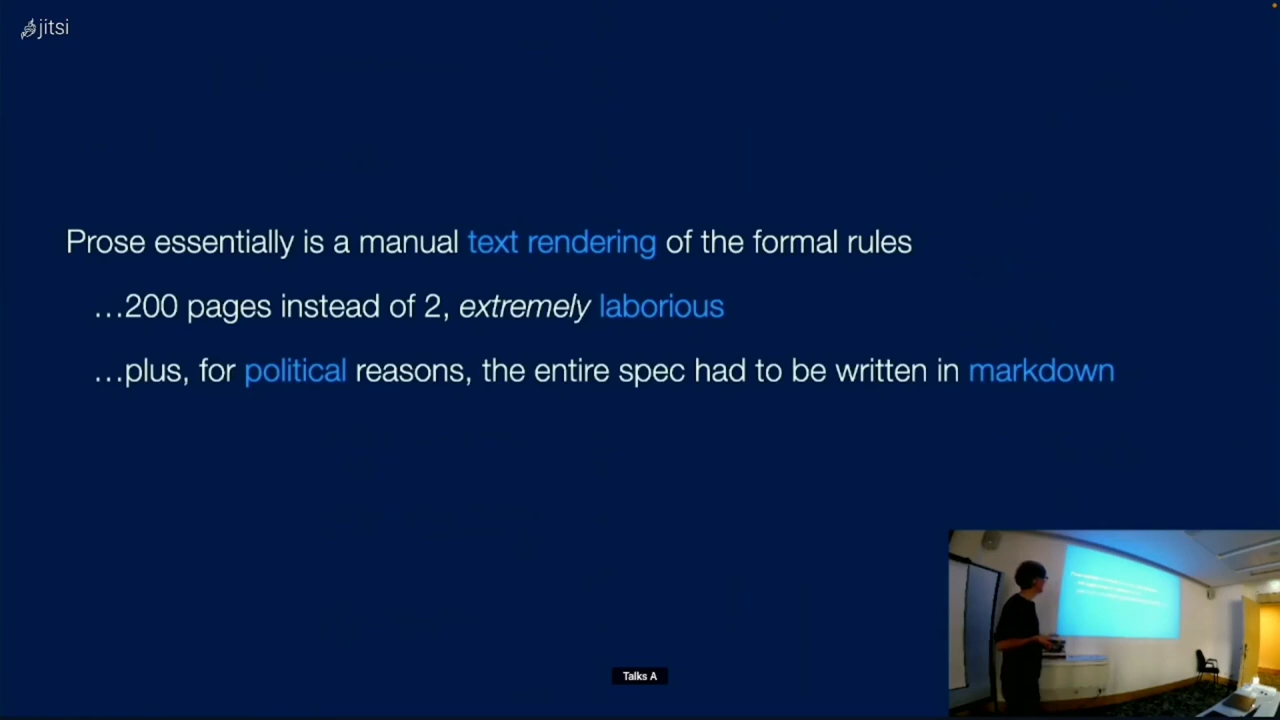 jitsi
Prose essentially is a manual text rendering of the formal rules
…200 pages instead of 2, extremely laborious
…plus, for political reasons, the entire spec had to be written in markdown
Talks A